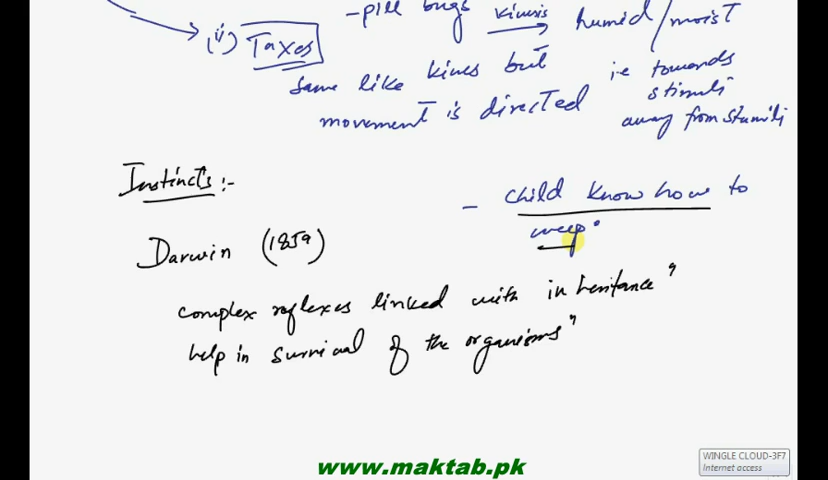 - pill bugs kinesis humid/moist
(ii) Taxes
Same like kines but i.e towards
stimuli
movement is directed away from stumili
Instincts :-
- child know how to
weep.
Darwin (1859)
complex reflexes linked with inheritance"
help in survival of the organisms"
www.maktab.pk
WINGLE CLOUD-3F7
Internet access